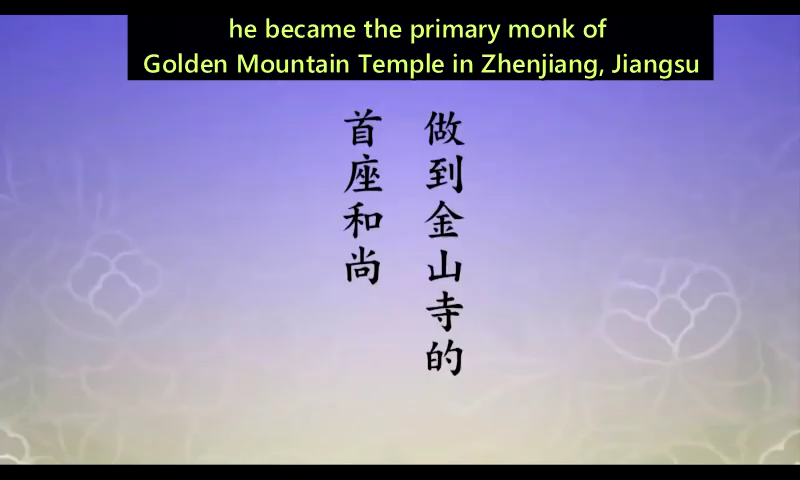 he became the primary monk of
Golden Mountain Temple in Zhenjiang, Jiangsu
做到金山寺的
首座和尚